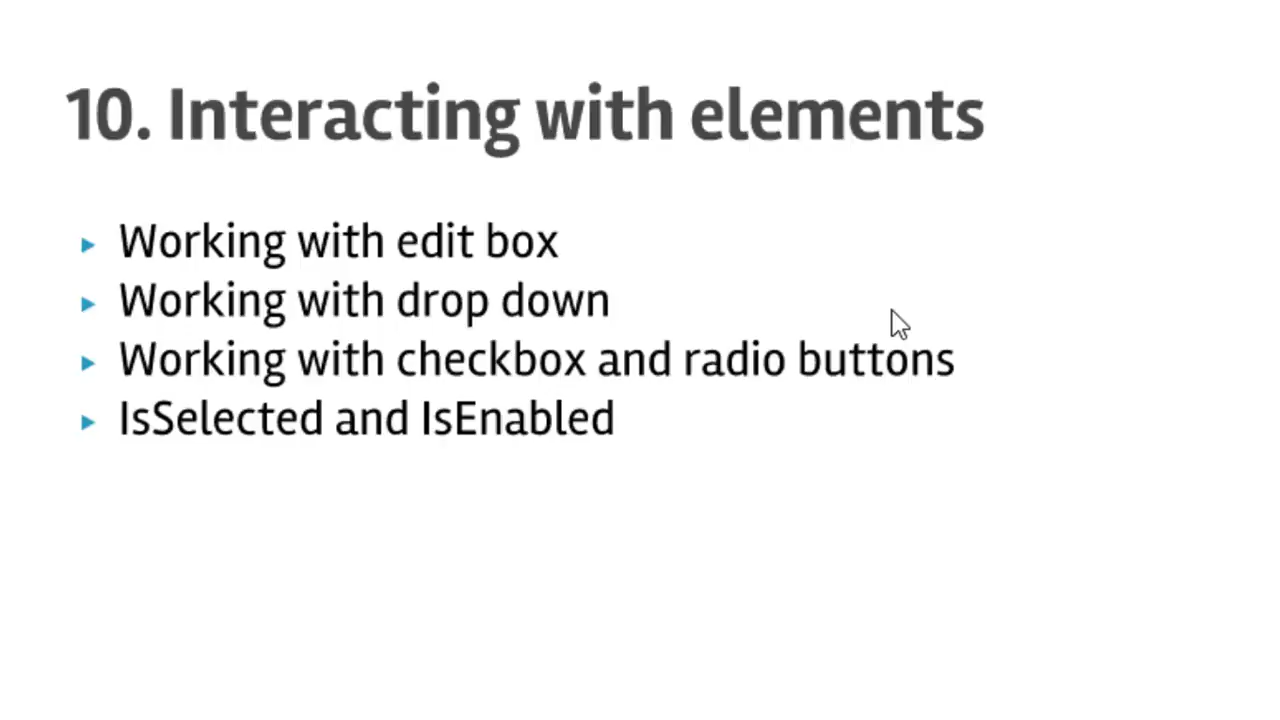 10. Interacting with elements
Working with edit box
Working with drop down
Working with checkbox and radio buttons
IsSelected and IsEnabled